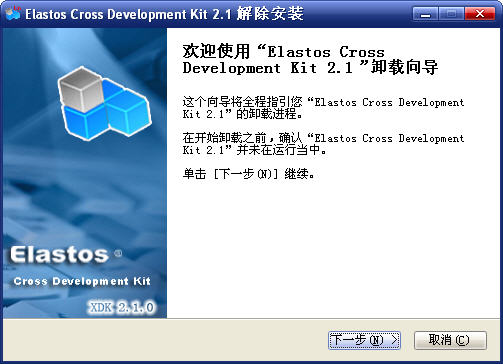 Elastos Cross Development Kit 2.1 解除安装
欢迎使用“Elastos Cross
Development Kit 2.1 ”卸载向导
这个向导将全程指引您“Elastos Cross Development
Kit 2.1”的卸载进程。
在开始卸载之前,确认“Elastos Cross Development
Kit 2.1”并未在运行当中。
单击 [下一步(N)] 继续。
Elastos ®
Cross Development Kit
XDK 2.1.0
下一步(N) >
取消(C)